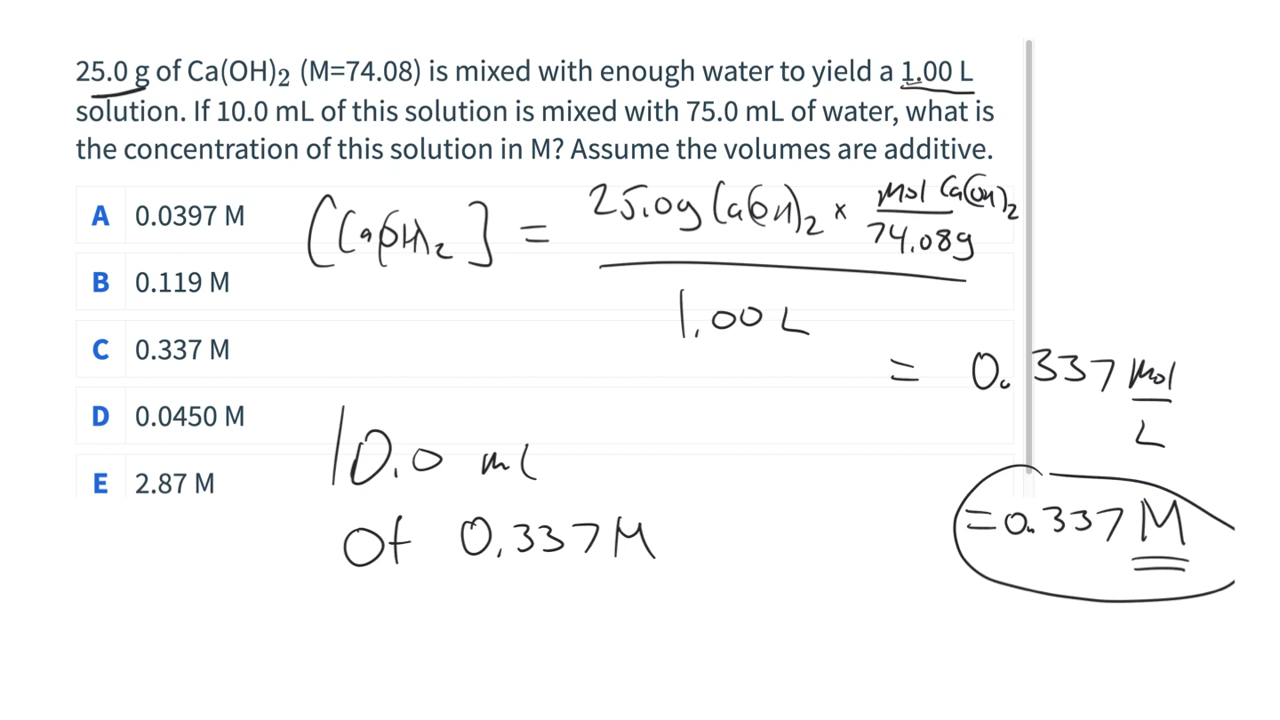 25.0 g of Ca(OH)₂ (M=74.08) is mixed with enough water to yield a 1.00 L
solution. If 10.0 mL of this solution is mixed with 75.0 mL of water, what is
the concentration of this solution in M? Assume the volumes are additive.
A 0.0397 M
B 0.119 M
C 0.337 M
D 0.0450 M
E 2.87 M
[Ca(OH)₂] = 25.0g Ca(OH)₂ × mol Ca(OH)₂
74.08g
1.00 L
= 0.337 mol
L
= 0.337 M
10.0 mL
of 0.337 M